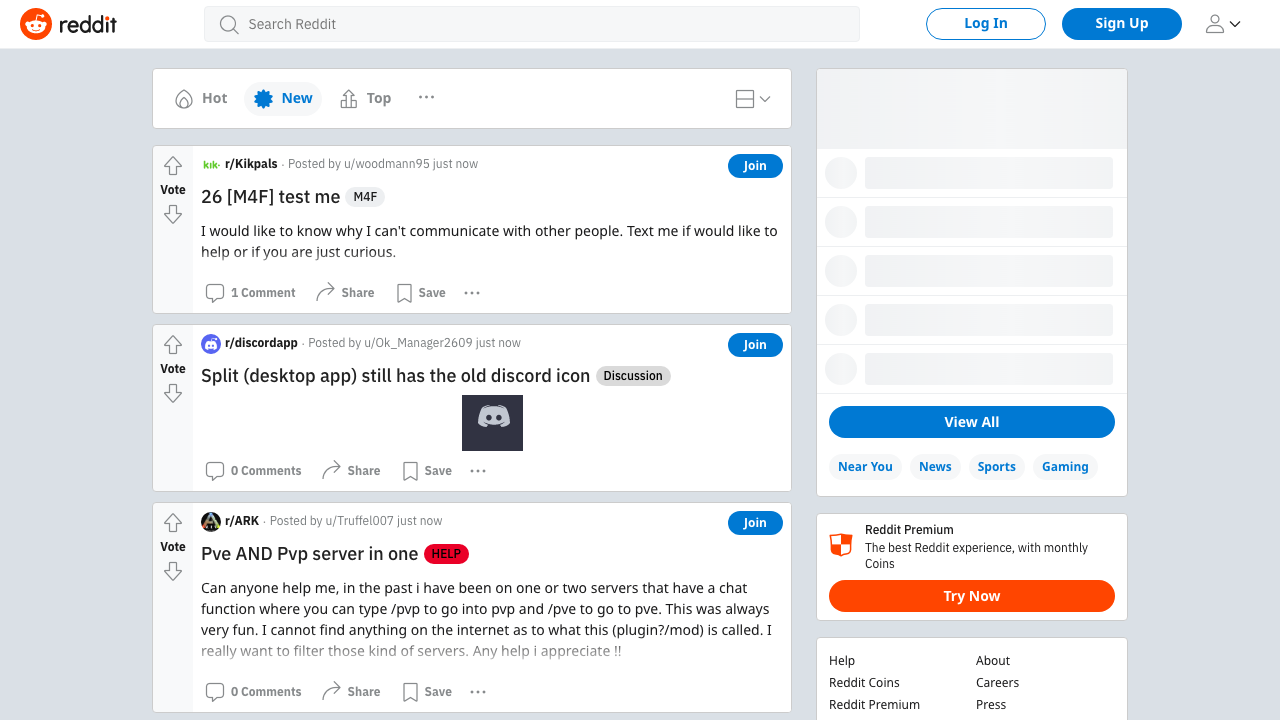 reddit
Search Reddit
Log In
Sign Up
Hot
New
Top
kik
r/Kikpals · Posted by u/woodmann95 just now
Join
Vote
26 [M4F] test me M4F
I would like to know why I can't communicate with other people. Text me if would like to
help or if you are just curious.
1 Comment
Share
Save
r/discordapp · Posted by u/Ok_Manager2609 just now
Join
Vote
Split (desktop app) still has the old discord icon Discussion
0 Comments
Share
Save
r/ARK · Posted by u/Truffel007 just now
Join
Vote
Pve AND Pvp server in one HELP
Can anyone help me, in the past i have been on one or two servers that have a chat
function where you can type /pvp to go into pvp and /pve to go to pve. This was always
very fun. I cannot find anything on the internet as to what this (plugin?/mod) is called. I
really want to filter those kind of servers. Any help i appreciate !!
0 Comments
Share
Save
View All
Near You
News
Sports
Gaming
Reddit Premium
The best Reddit experience, with monthly
Coins
Try Now
Help
About
Reddit Coins
Careers
Reddit Premium
Press